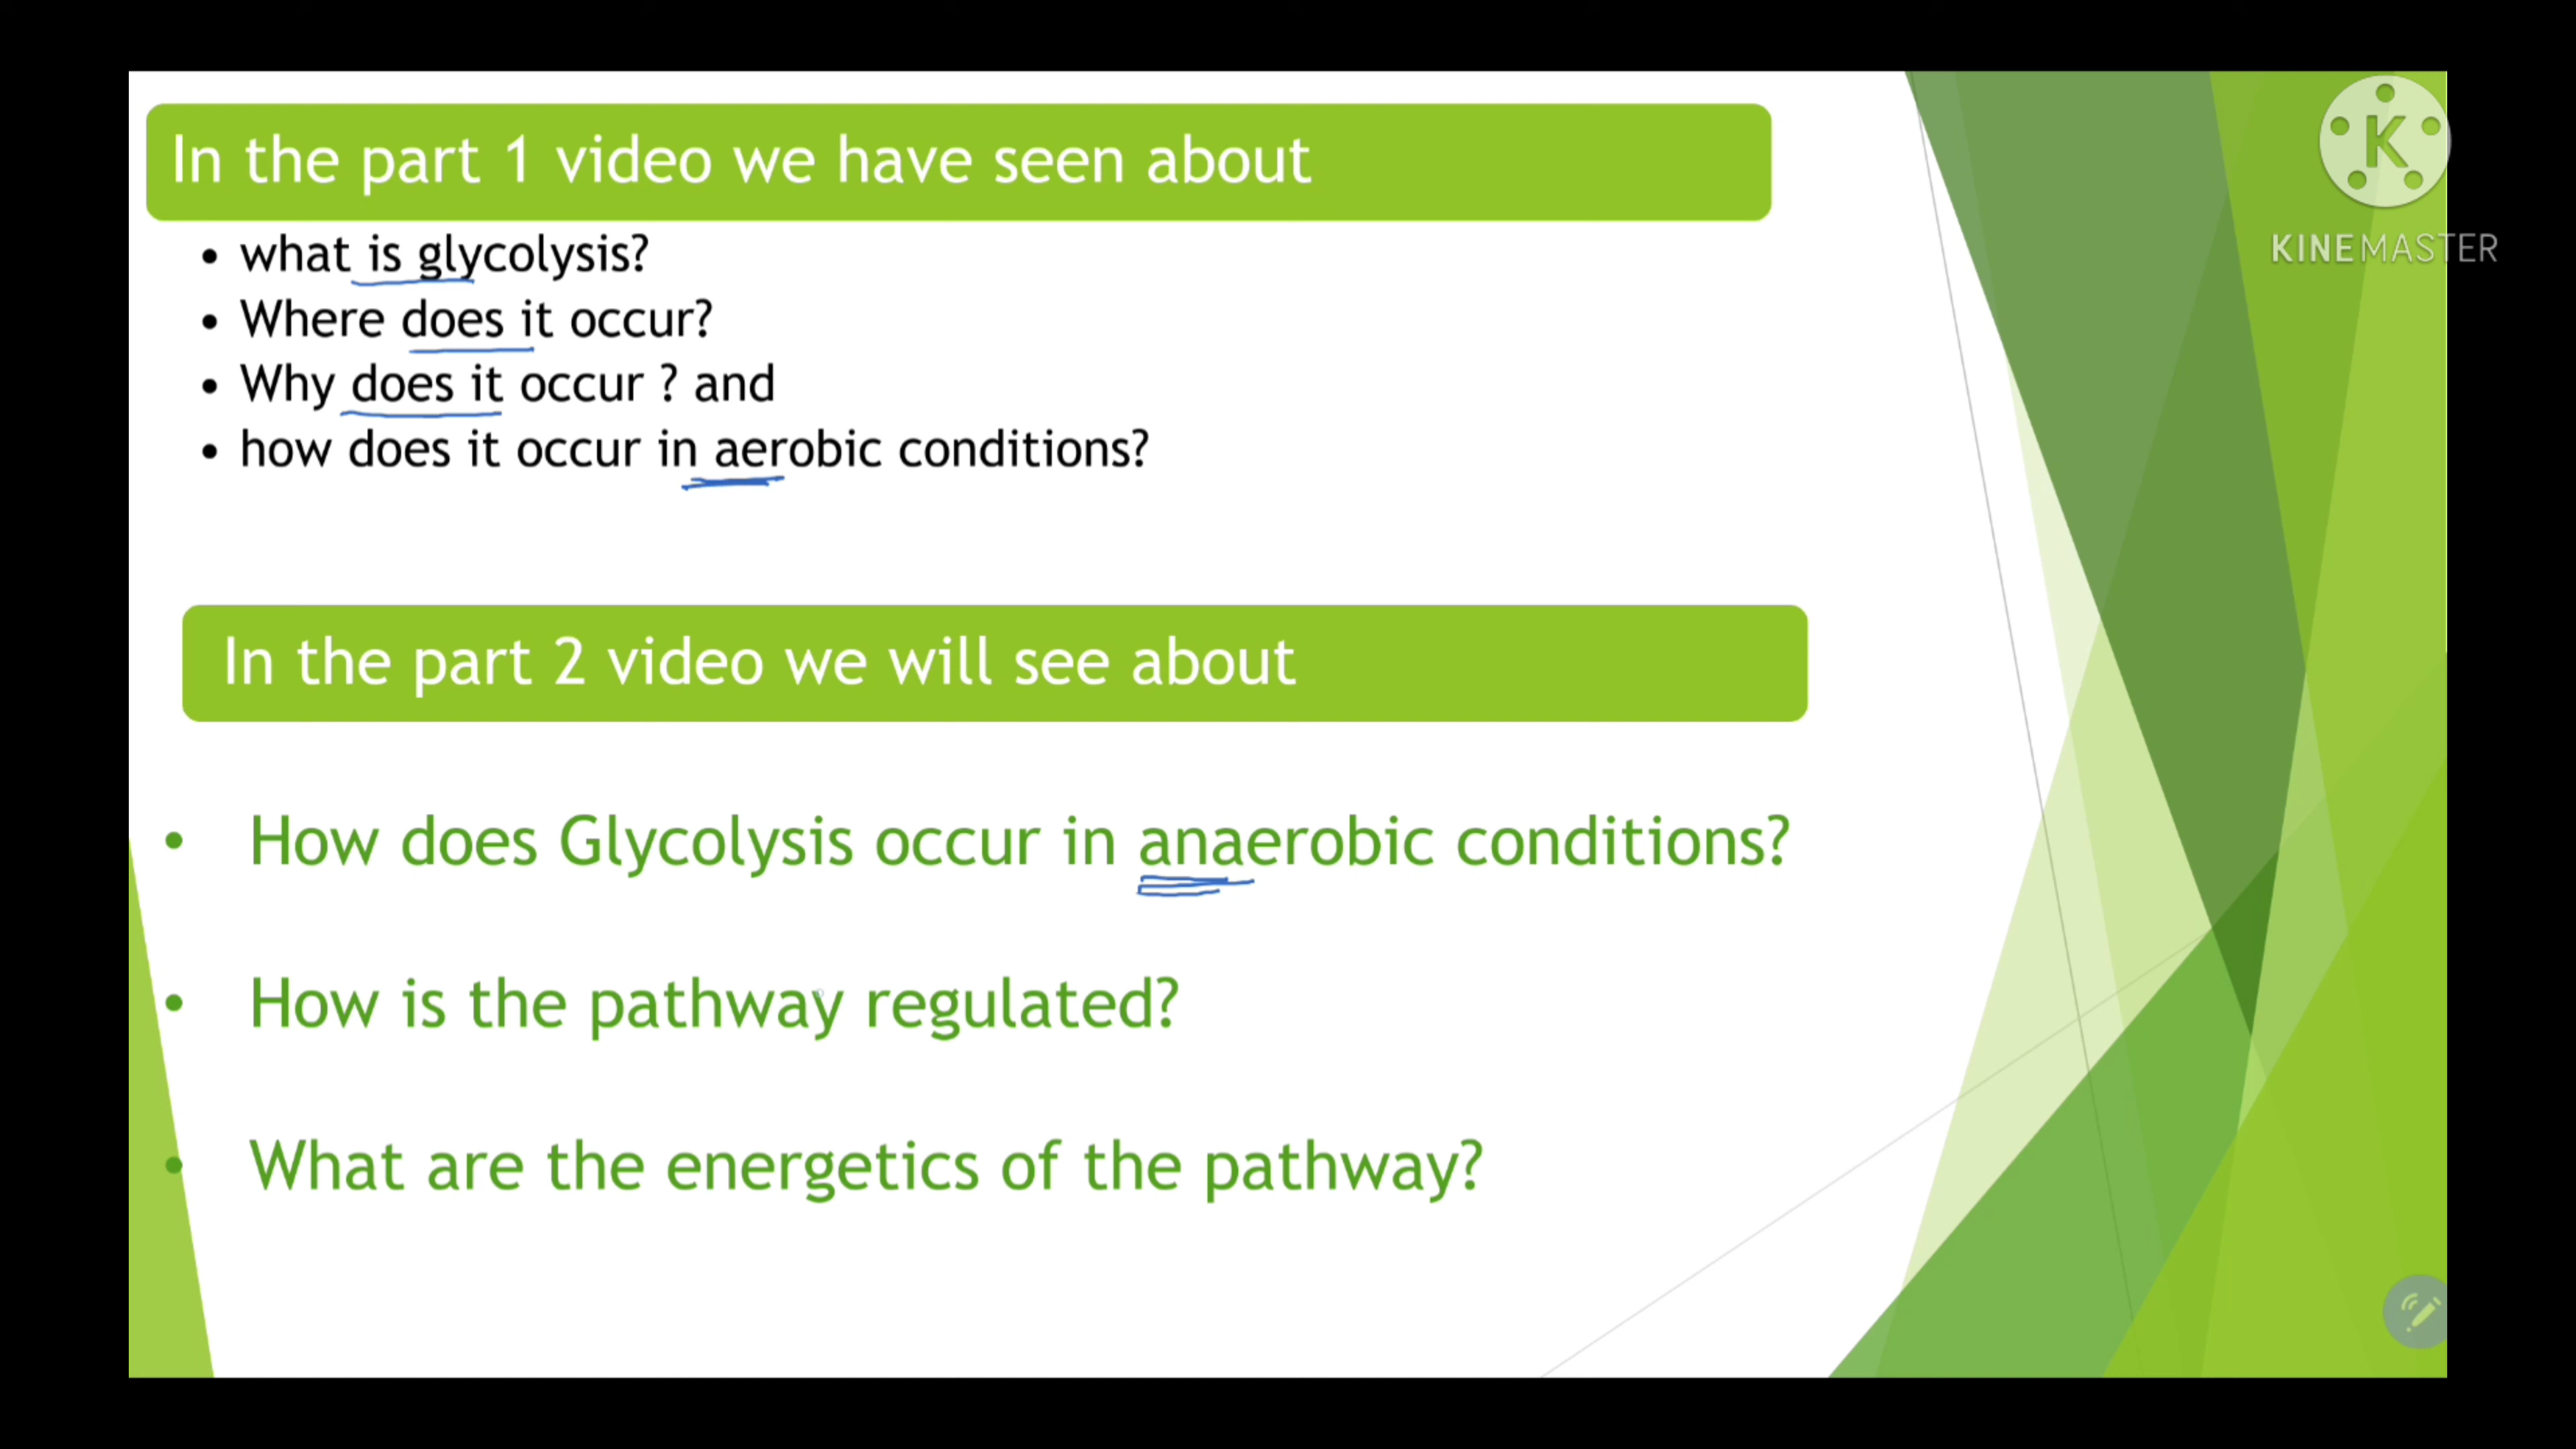 In the part 1 video we have seen about
K
KINEMASTER
• what is glycolysis?
• Where does it occur?
• Why does it occur ? and
• how does it occur in aerobic conditions?
In the part 2 video we will see about
• How does Glycolysis occur in anaerobic conditions?
• How is the pathway regulated?
• What are the energetics of the pathway?